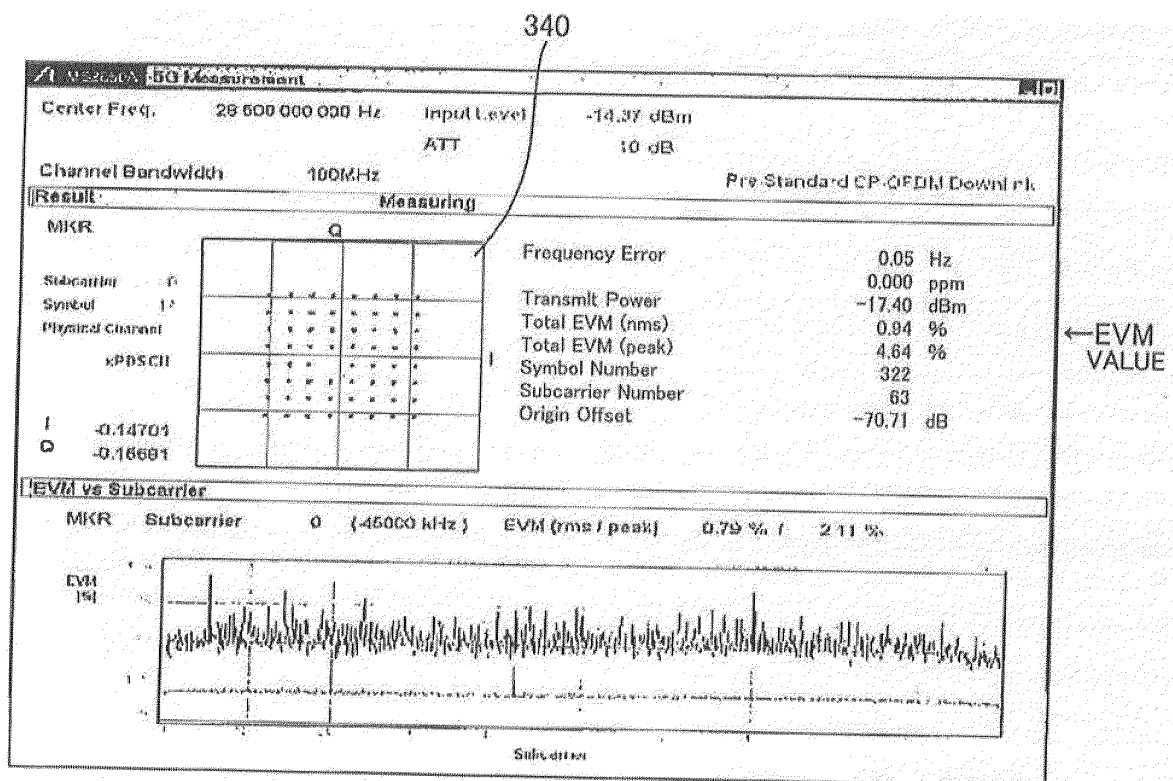 340
5G Measurement
Center Freq. 28 600 000 000 Hz Input Level -14.37 dBm
ATT 10 dB
Channel Bandwidth 100MHz Pre-Standard CP-OFDM Downlink
Result Measuring
MKR Q
Frequency Error 0.05 Hz
0.000 ppm
Subcarrier
Symbol
Transmit Power -17.40 dBm
Physical Channel
Total EVM (nms) 0.94 %
←EVM VALUE
xPDSCH I
Total EVM (peak) 4.64 %
Symbol Number 322
Subcarrier Number 63
Origin Offset -70.71 dB
I -0.14701
Q -0.16601
EVM vs Subcarrier
MKR Subcarrier 0 (-45000 kHz) EVM (rms / peak) 0.79 % / 2.11 %
EVM
[%]
Subcarrier